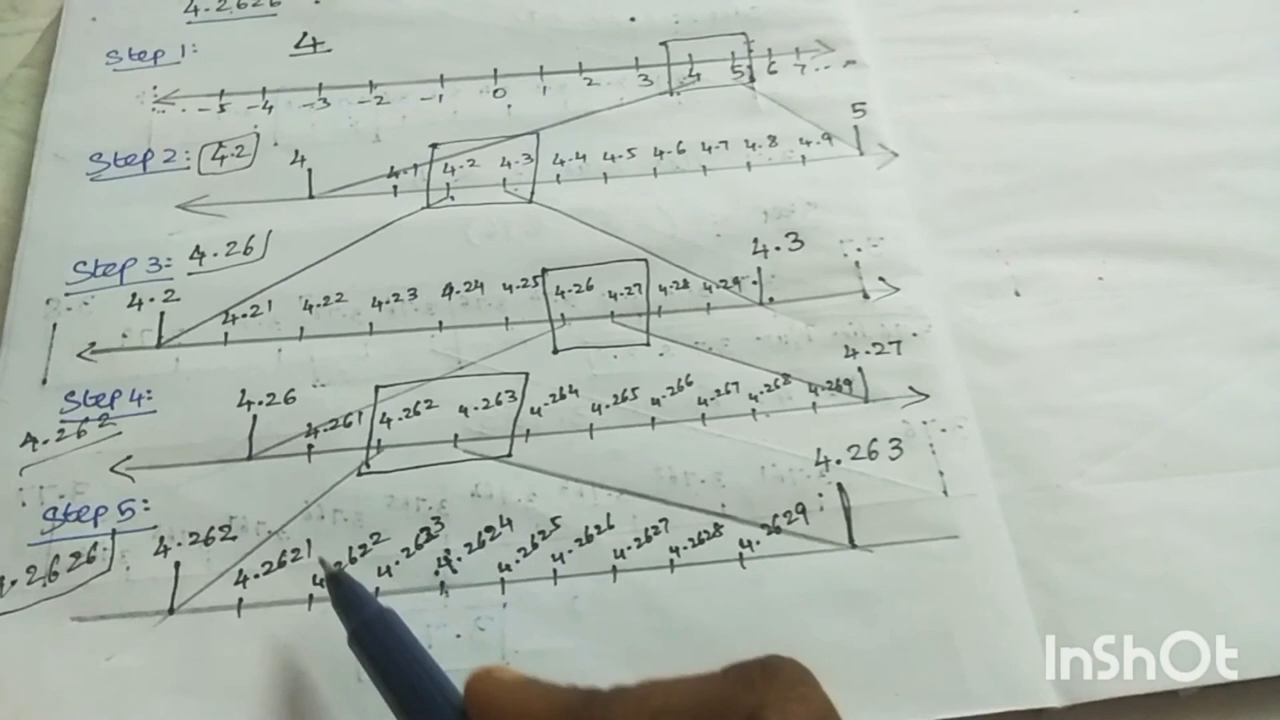 4.2626
Step 1: 4
-5 -4 -3 -2 -1 0 1 2 3 4 5 6 7...
Step 2: 4.2 4 4.1 4.2 4.3 4.4 4.5 4.6 4.7 4.8 4.9 5
Step 3: 4.26
4.2 4.21 4.22 4.23 4.24 4.25 4.26 4.27 4.28 4.29 4.3
Step 4:
4.262
4.26 4.261 4.262 4.263 4.264 4.265 4.266 4.267 4.268 4.269 4.27
Step 5:
4.2626
4.262 4.2621 4.2622 4.2623 4.2624 4.2625 4.2626 4.2627 4.2628 4.2629 4.263
InShOt